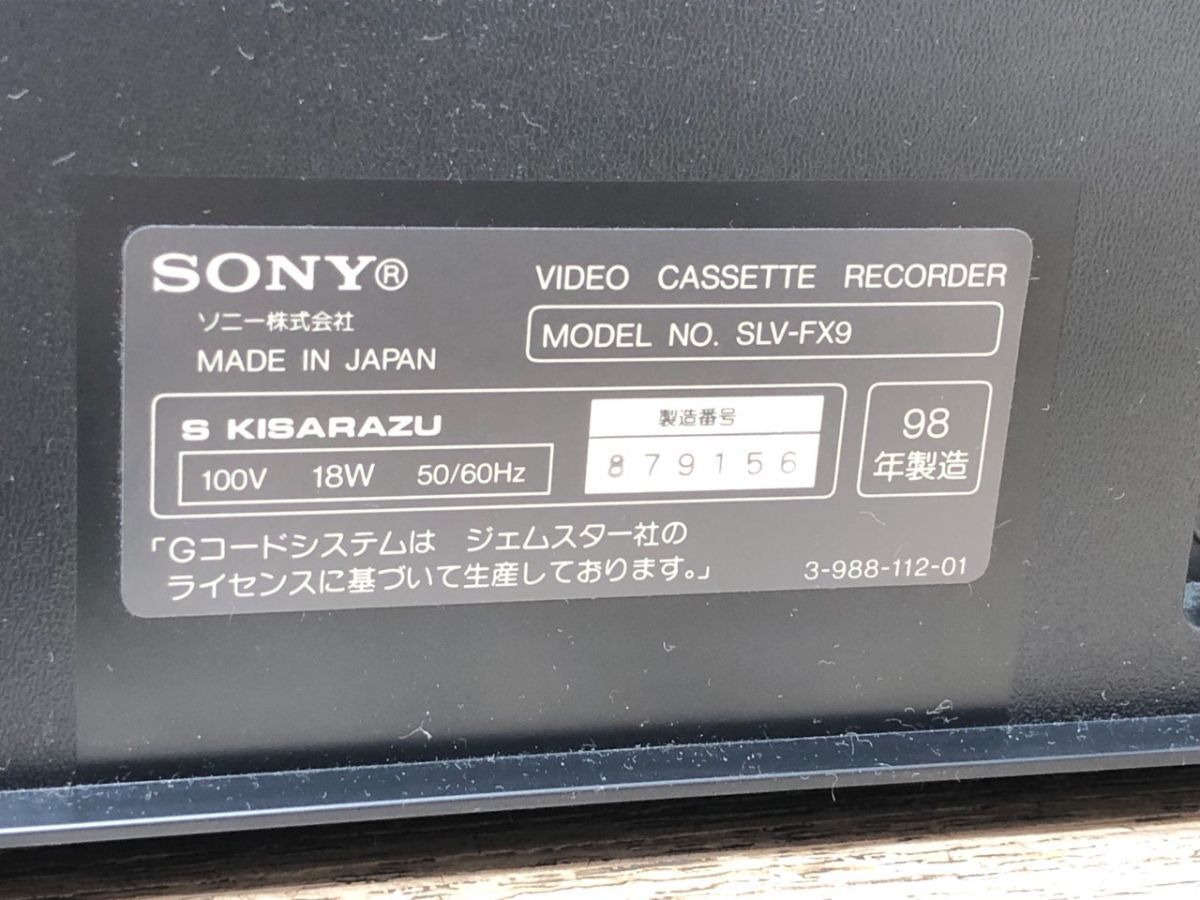 SONY®
ソニー株式会社
MADE IN JAPAN
VIDEO CASSETTE RECORDER
MODEL NO. SLV-FX9
S KISARAZU
100V 18W 50/60Hz
製造番号
879156
98
年製造
「Gコードシステムは ジェムスター社の
ライセンスに基づいて生産しております。」
3-988-112-01